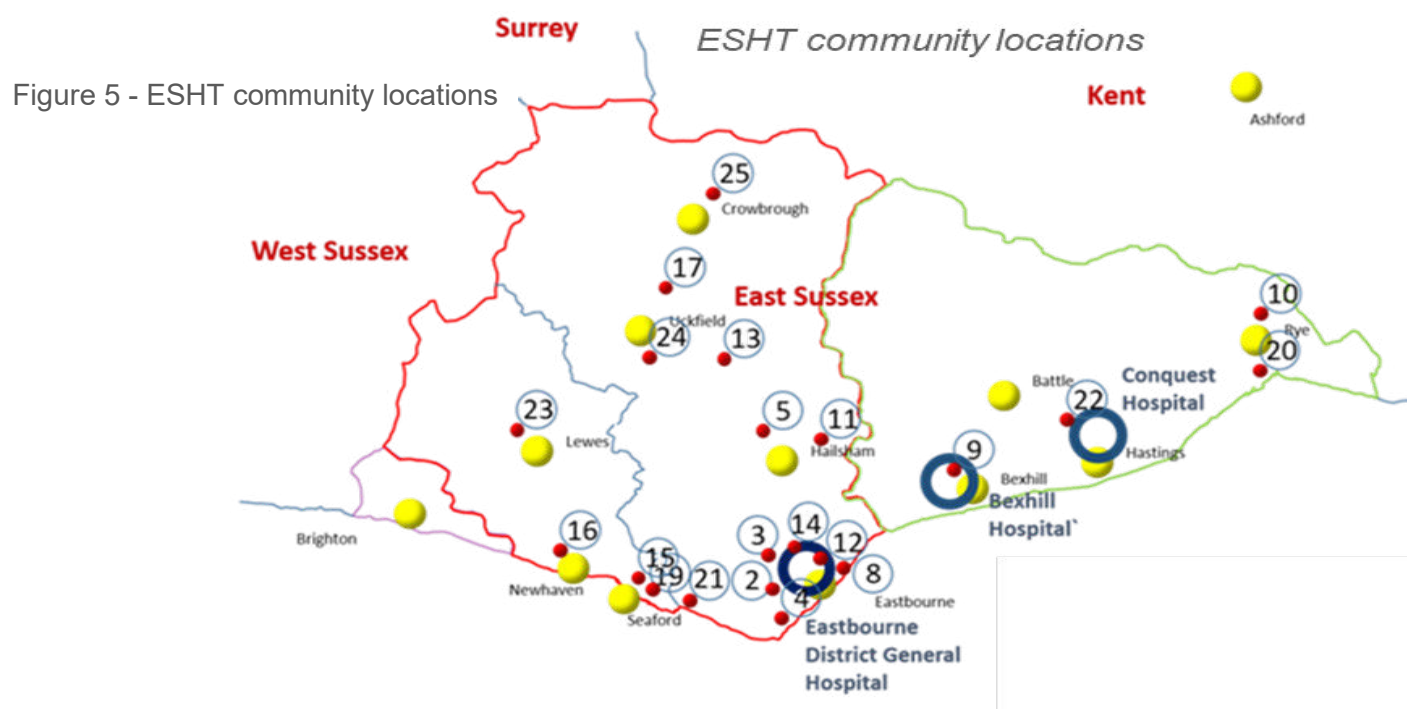 Surrey
ESHT community locations
Figure 5 - ESHT community locations
Kent
Ashford
25
Crowbrough
West Sussex
17
East Sussex
10
Uckfield
24
13
Rye
20
Battle
Conquest
Hospital
22
23
5
11
Lewes
Hailsham
9
Hastings
Bexhill
Bexhill
Hospital`
14
3
12
16
Brighton
15
19
21
2
8
4
Newhaven
Eastbourne
Seaford
Eastbourne
District General
Hospital